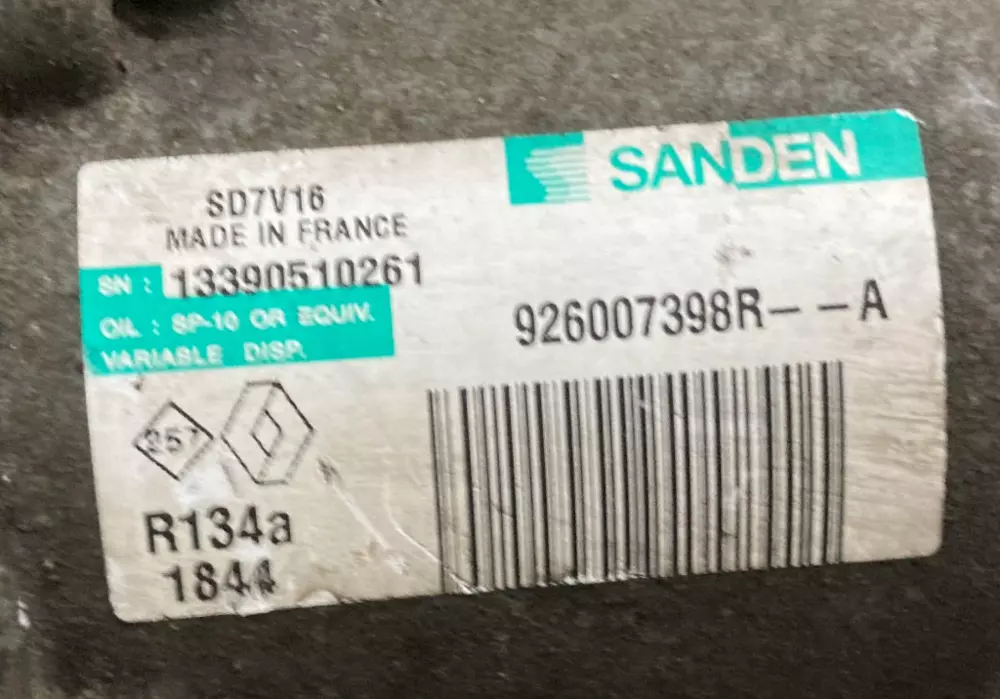 SANDEN
SD7V16
MADE IN FRANCE
SN : 13390510261
OIL : SP-10 OR EQUIV.
VARIABLE DISP.
926007398R---A
257
R134a
1844